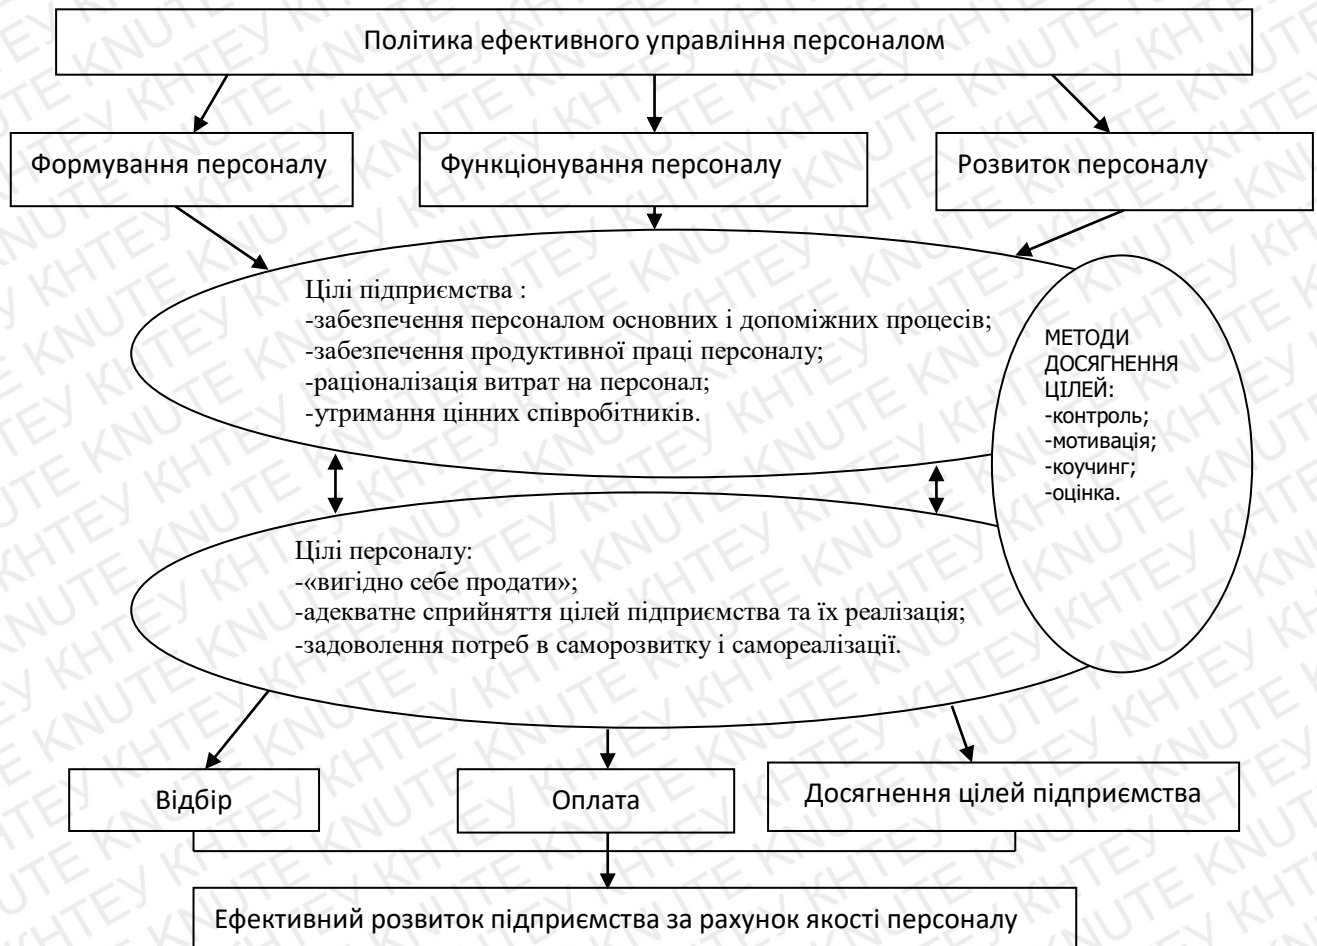 Політика ефективного управління персоналом
Формування персоналу
Функціонування персоналу
Розвиток персоналу
Цілі підприємства :
-забезпечення персоналом основних і допоміжних процесів;
-забезпечення продуктивної праці персоналу;
-раціоналізація витрат на персонал;
-утримання цінних співробітників.
МЕТОДИ
ДОСЯГНЕННЯ
ЦІЛЕЙ:
-контроль;
-мотивація;
-коучинг;
-оцінка.
Цілі персоналу:
-«вигідно себе продати»;
-адекватне сприйняття цілей підприємства та їх реалізація;
-задоволення потреб в саморозвитку і самореалізації.
Відбір
Оплата
Досягнення цілей підприємства
Ефективний розвиток підприємства за рахунок якості персоналу